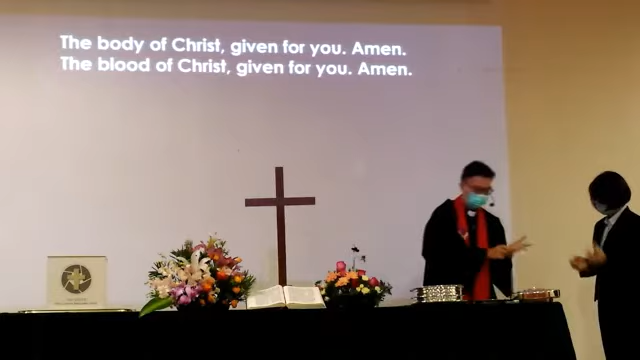 The body of Christ, given for you. Amen.
The blood of Christ, given for you. Amen.